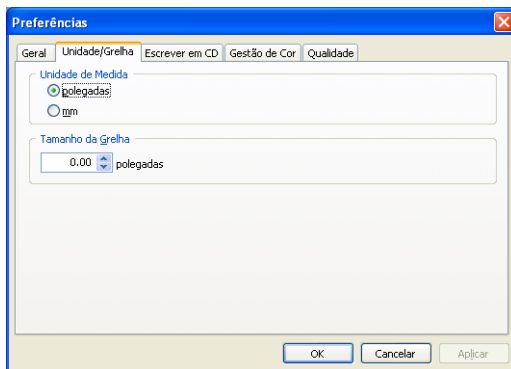 Preferências
Geral Unidade/Grelha Escrever em CD Gestão de Cor Qualidade
Unidade de Medida
polegadas
mm
Tamanho da Grelha
0.00 polegadas
OK Cancelar Aplicar